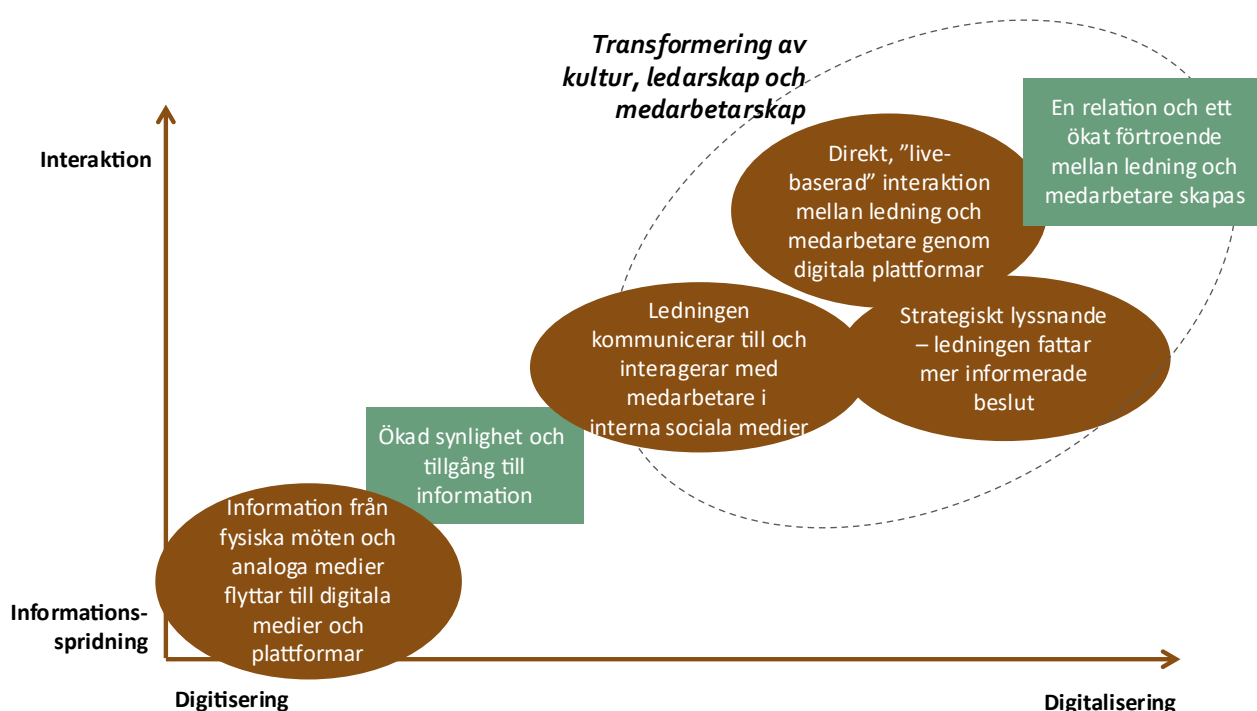 Transformering av
kultur, ledarskap och
medarbetarskap
En relation och ett
ökat förtroende
mellan ledning och
medarbetare skapas
Interaktion
Direkt, ”live-
baserad” interaktion
mellan ledning och
medarbetare genom
digitala plattformar
Ledningen
kommunicerar till och
interagerar med
medarbetare i
interna sociala medier
Strategiskt lyssnande
– ledningen fattar
mer informerade
beslut
Ökad synlighet och
tillgång till
information
Information från
fysiska möten och
analoga medier
flyttar till digitala
medier och
plattformar
Informations-
spridning
Digitisering
Digitalisering